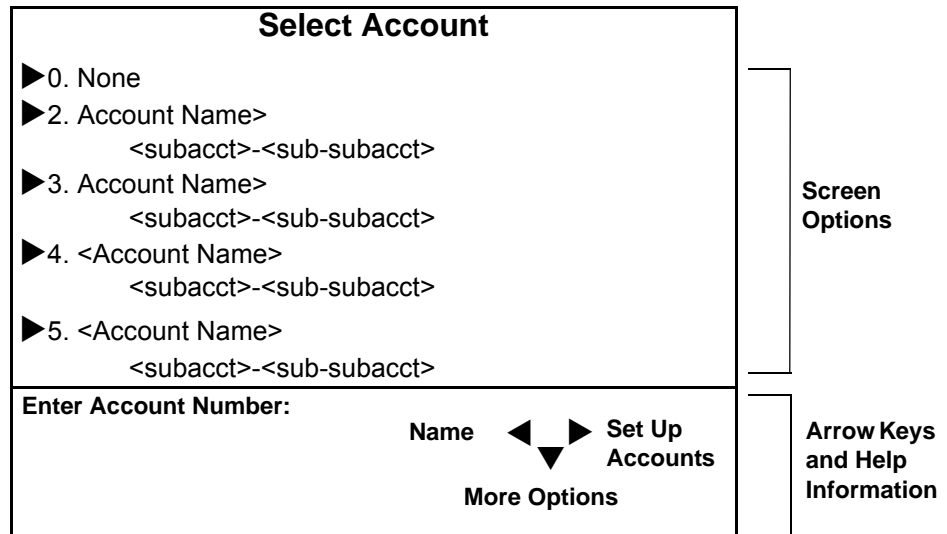 Select Account
▶0. None
▶2. Account Name>
<subacct>-<sub-subacct>
▶3. Account Name>
<subacct>-<sub-subacct>
▶4. <Account Name>
<subacct>-<sub-subacct>
▶5. <Account Name>
<subacct>-<sub-subacct>
Screen
Options
Enter Account Number:
Name ◀ ▶ Set Up
Accounts
▼
More Options
Arrow Keys
and Help
Information